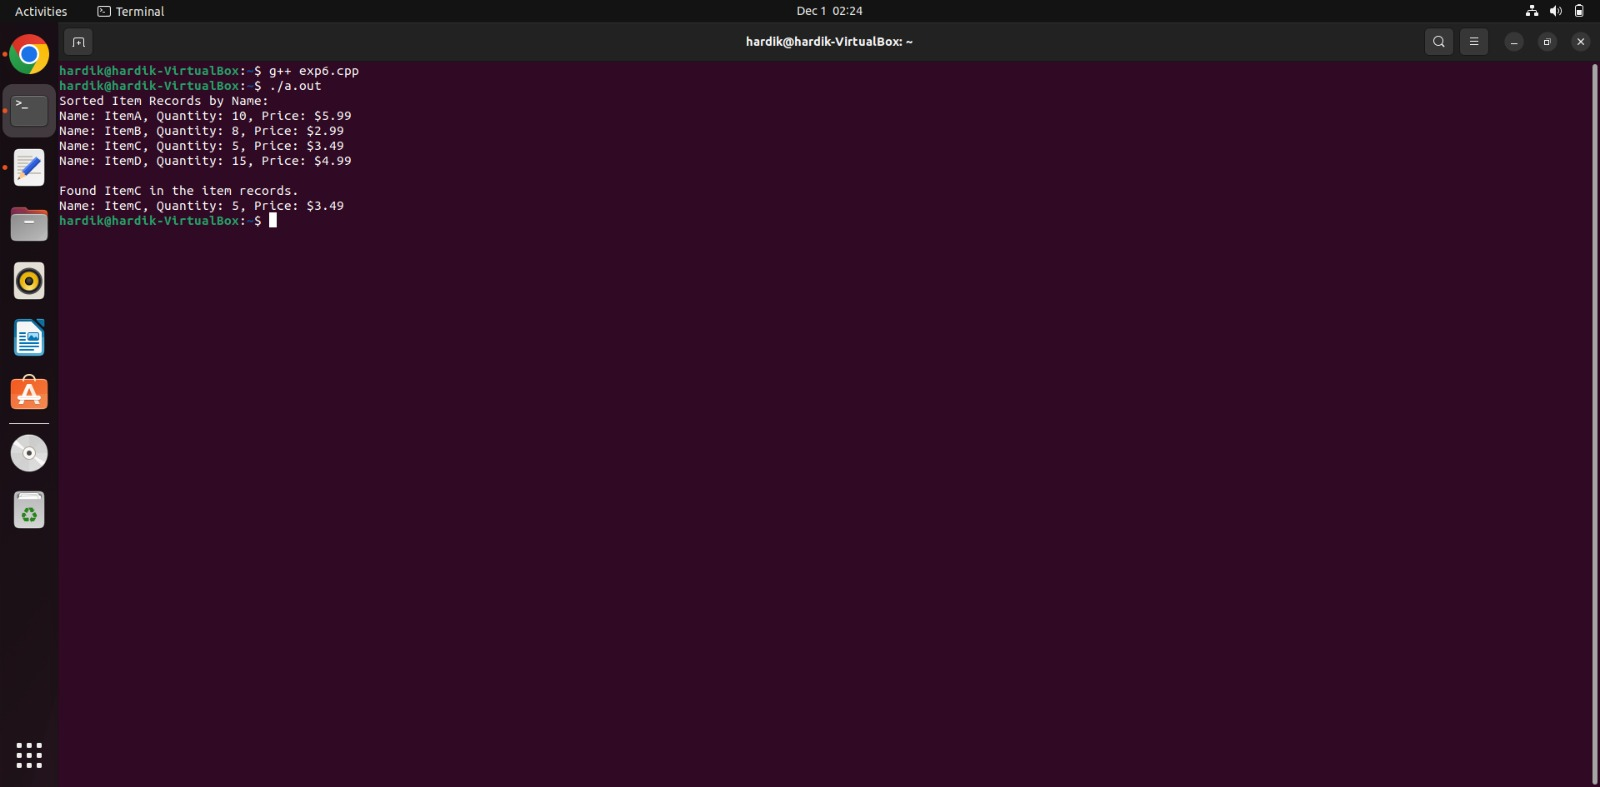 Activities Terminal Dec 1 02:24
hardik@hardik-VirtualBox: ~
hardik@hardik-VirtualBox:~$ g++ exp6.cpp
hardik@hardik-VirtualBox:~$ ./a.out
Sorted Item Records by Name:
Name: ItemA, Quantity: 10, Price: $5.99
Name: ItemB, Quantity: 8, Price: $2.99
Name: ItemC, Quantity: 5, Price: $3.49
Name: ItemD, Quantity: 15, Price: $4.99
Found ItemC in the item records.
Name: ItemC, Quantity: 5, Price: $3.49
hardik@hardik-VirtualBox:~$